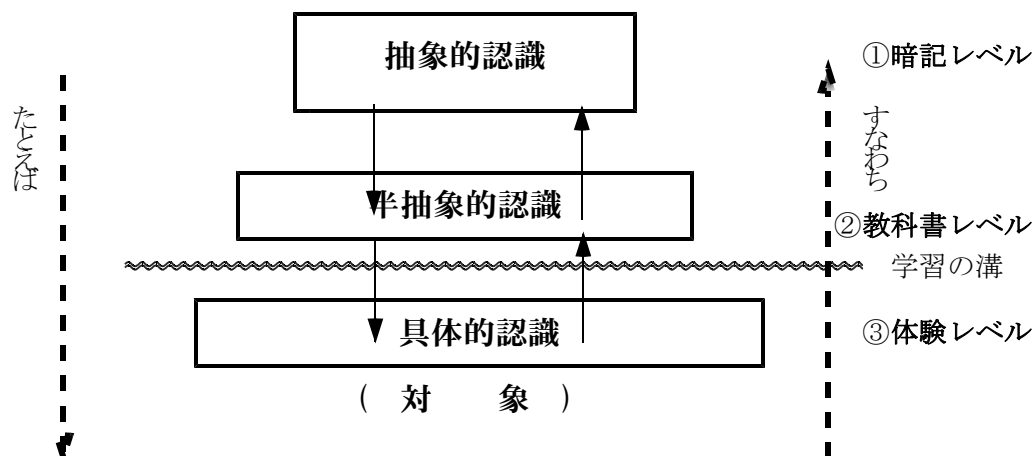 抽象的認識
①暗記レベル
たとえば
すなわち
半抽象的認識
②教科書レベル
学習の溝
具体的認識
③体験レベル
(対 象)